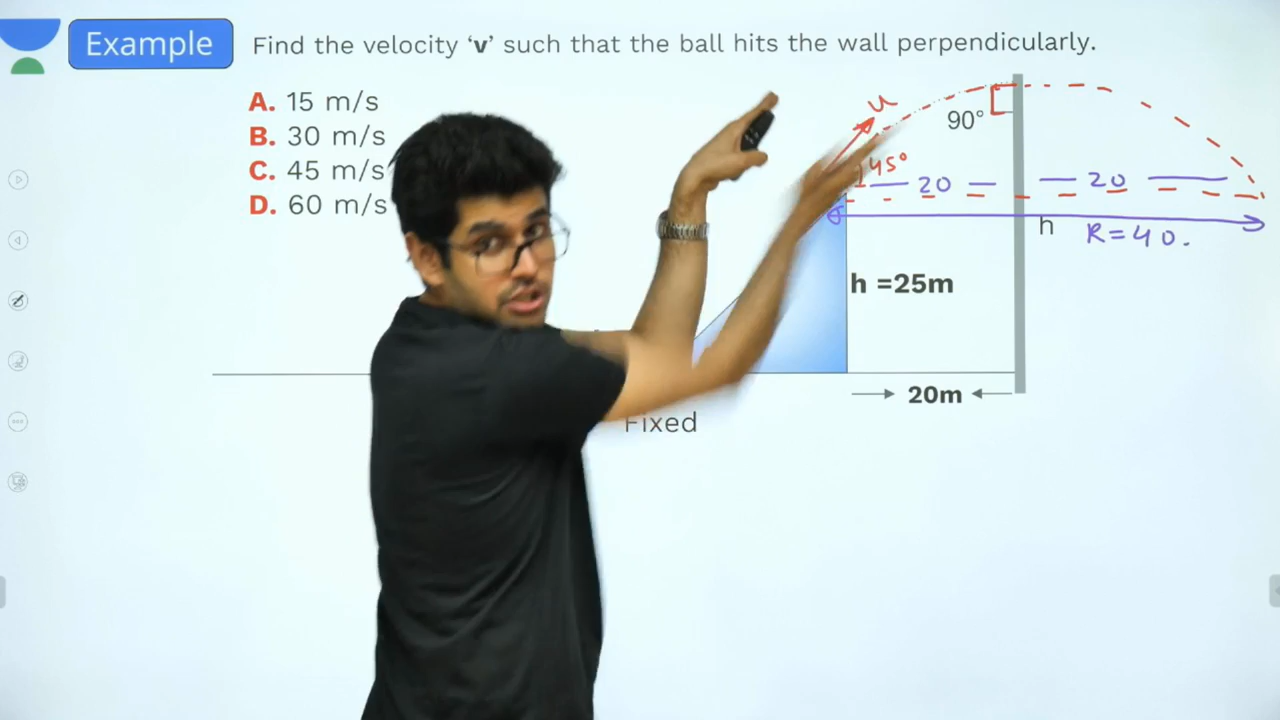 Example
Find the velocity ‘v’ such that the ball hits the wall perpendicularly.
A. 15 m/s
B. 30 m/s
C. 45 m/s
D. 60 m/s
u
90°
45°
20
20
h
R=40.
h =25m
20m
Fixed